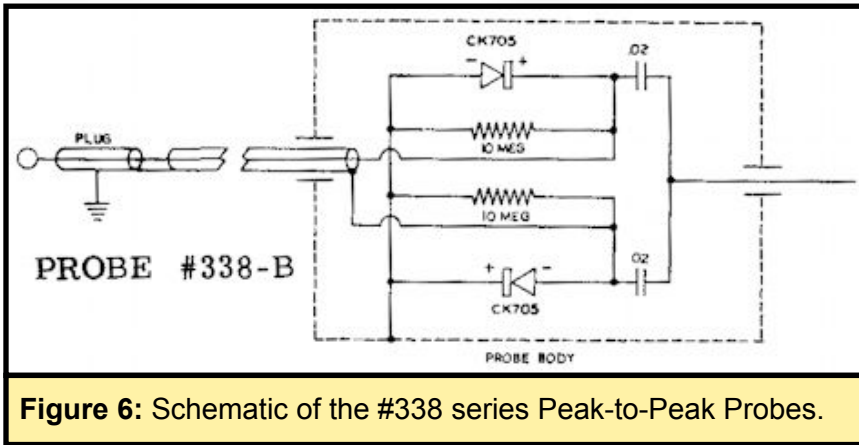 CK705
- +
.02
PLUG
10 MEG
10 MEG
PROBE #338-B
+ -
.02
CK705
PROBE BODY
Figure 6: Schematic of the #338 series Peak-to-Peak Probes.